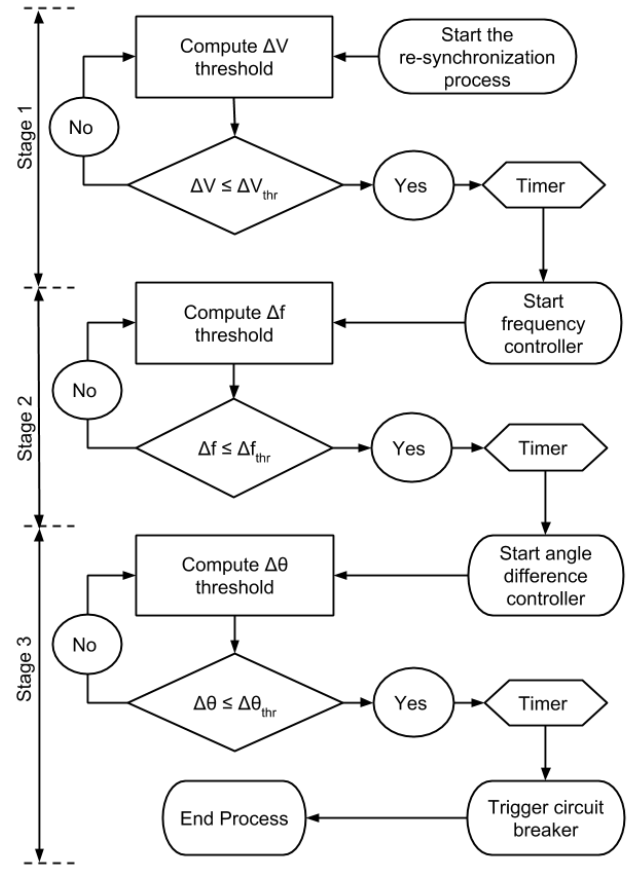 Stage 1
Compute ΔV
threshold
Start the
re-synchronization
process
No
ΔV ≤ ΔVthr
Yes
Timer
Stage 2
Compute Δf
threshold
Start
frequency
controller
No
Δf ≤ Δfthr
Yes
Timer
Stage 3
Compute Δθ
threshold
Start angle
difference
controller
No
Δθ ≤ Δθthr
Yes
Timer
End Process
Trigger circuit
breaker